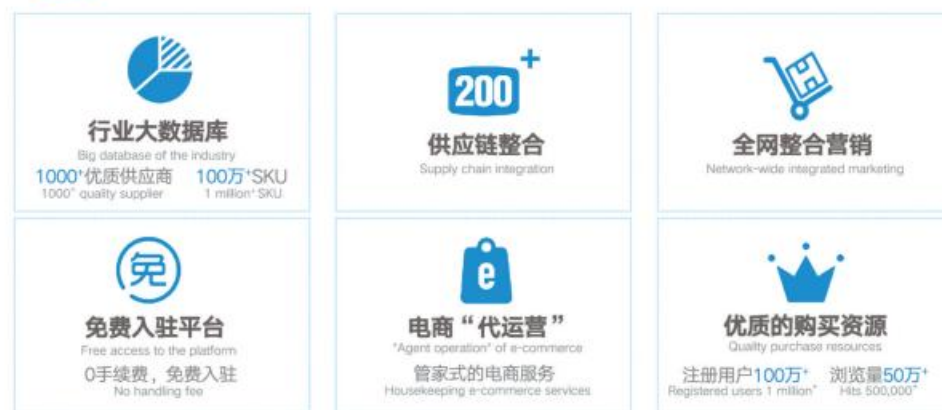 行业大数据库
Big database of the industry
1000+优质供应商 100万+SKU
1000+ quality supplier 1 million+ SKU
200+
供应链整合
Supply chain integration
全网整合营销
Network-wide integrated marketing
免
免费入驻平台
Free access to the platform
0手续费，免费入驻
No handling fee
e
电商“代运营”
"Agent operation" of e-commerce
管家式的电商服务
Housekeeping e-commerce services
优质的购买资源
Quality purchase resources
注册用户100万+ 浏览量50万+
Registered users 1 million+ Hits 500,000+